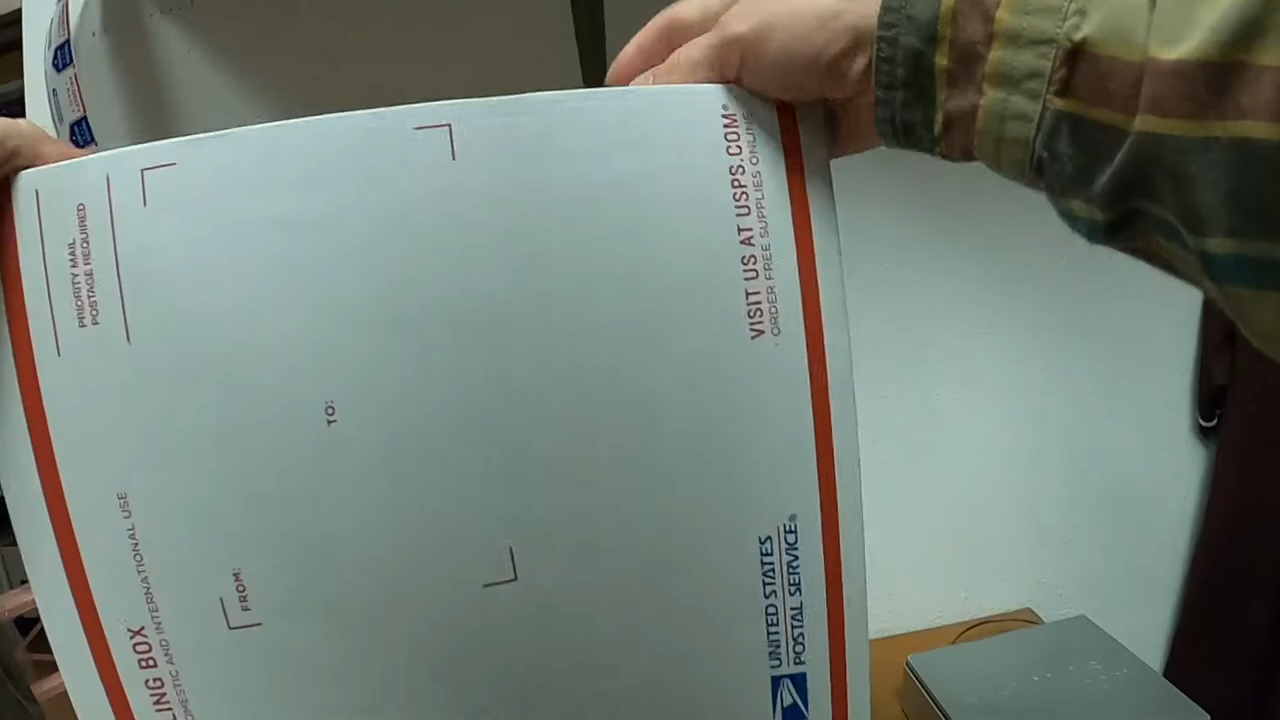 PRIORITY MAIL
POSTAGE REQUIRED
LING BOX
OMESTIC AND INTERNATIONAL USE
FROM:
TO:
VISIT US AT USPS.COM®
ORDER FREE SUPPLIES ONLINE
UNITED STATES
POSTAL SERVICE®